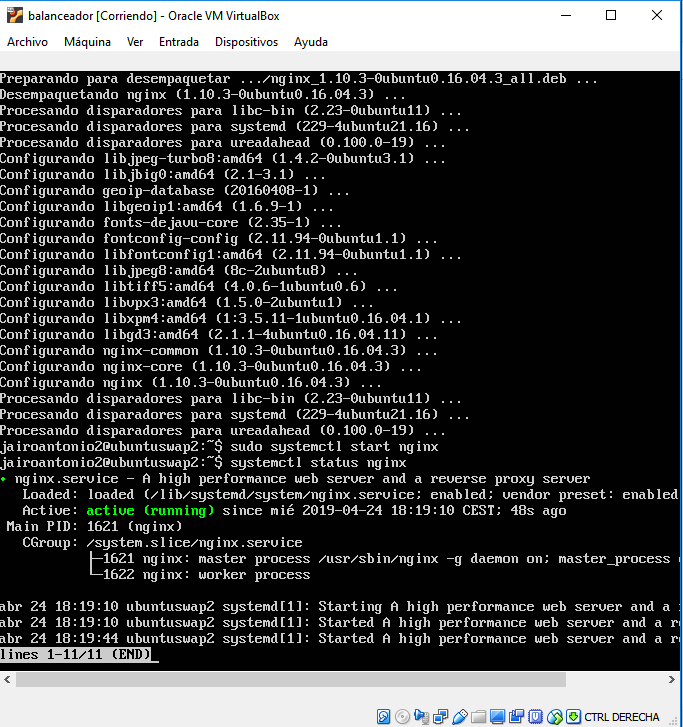 balanceador [Corriendo] - Oracle VM VirtualBox
Archivo Máquina Ver Entrada Dispositivos Ayuda
Preparando para desempaquetar .../nginx_1.10.3-0ubuntu0.16.04.3_all.deb ...
Desempaquetando nginx (1.10.3-0ubuntu0.16.04.3) ...
Procesando disparadores para libc-bin (2.23-0ubuntu11) ...
Procesando disparadores para systemd (229-4ubuntu21.16) ...
Procesando disparadores para ureadahead (0.100.0-19) ...
Configurando libjpeg-turbo8:amd64 (1.4.2-0ubuntu3.1) ...
Configurando libjbig0:amd64 (2.1-3.1) ...
Configurando geoip-database (20160408-1) ...
Configurando libgeoip1:amd64 (1.6.9-1) ...
Configurando fonts-dejavu-core (2.35-1) ...
Configurando fontconfig-config (2.11.94-0ubuntu1.1) ...
Configurando libfontconfig1:amd64 (2.11.94-0ubuntu1.1) ...
Configurando libjpeg8:amd64 (8c-2ubuntu8) ...
Configurando libtiff5:amd64 (4.0.6-1ubuntu0.6) ...
Configurando libvpx3:amd64 (1.5.0-2ubuntu1) ...
Configurando libxpm4:amd64 (1:3.5.11-1ubuntu0.16.04.1) ...
Configurando libgd3:amd64 (2.1.1-4ubuntu0.16.04.11) ...
Configurando nginx-common (1.10.3-0ubuntu0.16.04.3) ...
Configurando nginx-core (1.10.3-0ubuntu0.16.04.3) ...
Configurando nginx (1.10.3-0ubuntu0.16.04.3) ...
Procesando disparadores para libc-bin (2.23-0ubuntu11) ...
Procesando disparadores para systemd (229-4ubuntu21.16) ...
Procesando disparadores para ureadahead (0.100.0-19) ...
jairoantonio2@ubuntuswap2:~$ sudo systemctl start nginx
jairoantonio2@ubuntuswap2:~$ systemctl status nginx
● nginx.service - A high performance web server and a reverse proxy server
Loaded: loaded (/lib/systemd/system/nginx.service; enabled; vendor preset: enabled
Active: active (running) since mié 2019-04-24 18:19:10 CEST; 48s ago
Main PID: 1621 (nginx)
CGroup: /system.slice/nginx.service
├─1621 nginx: master process /usr/sbin/nginx -g daemon on; master_process
└─1622 nginx: worker process
abr 24 18:19:10 ubuntuswap2 systemd[1]: Starting A high performance web server and a
abr 24 18:19:10 ubuntuswap2 systemd[1]: Started A high performance web server and a re
abr 24 18:19:44 ubuntuswap2 systemd[1]: Started A high performance web server and a re
lines 1-11/11 (END)
CTRL DERECHA